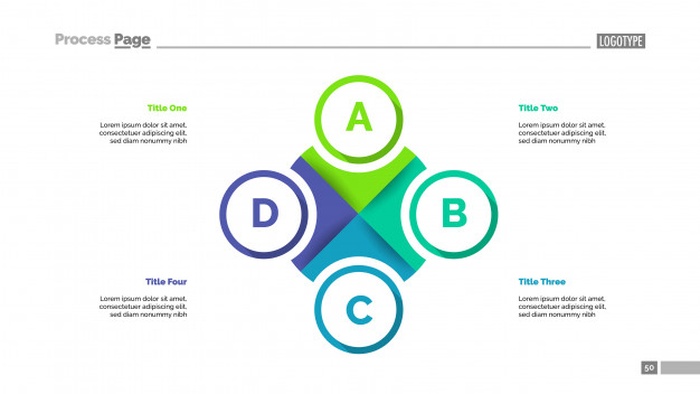 Process Page
LOGOTYPE
Title One
Lorem ipsum dolor sit amet,
consectetuer adipiscing elit,
sed diam nonummy nibh
Title Two
Lorem ipsum dolor sit amet,
consectetuer adipiscing elit,
sed diam nonummy nibh
A
D
B
C
Title Four
Lorem ipsum dolor sit amet,
consectetuer adipiscing elit,
sed diam nonummy nibh
Title Three
Lorem ipsum dolor sit amet,
consectetuer adipiscing elit,
sed diam nonummy nibh
50